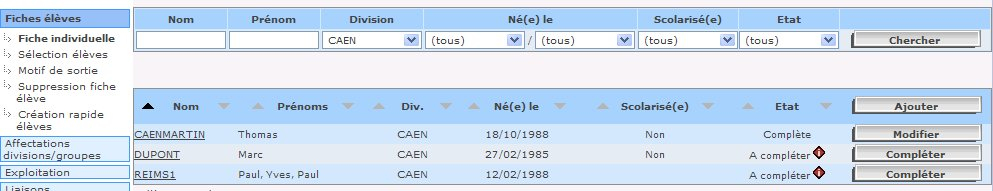 Fiches élèves
Fiche individuelle
Sélection élèves
Motif de sortie
Suppression fiche
élève
Création rapide
élèves
Affectations
divisions/groupes
Exploitation
Liaisons
Nom Prénom Division Né(e) le Scolarisé(e) Etat
CAEN (tous) / (tous) (tous) (tous) Chercher
Nom Prénoms Div. Né(e) le Scolarisé(e) Etat Ajouter
CAENMARTIN Thomas CAEN 18/10/1988 Non Complète Modifier
DUPONT Marc CAEN 27/02/1985 Non A compléter Compléter
REIMS1 Paul, Yves, Paul CAEN 12/02/1988 A compléter Compléter